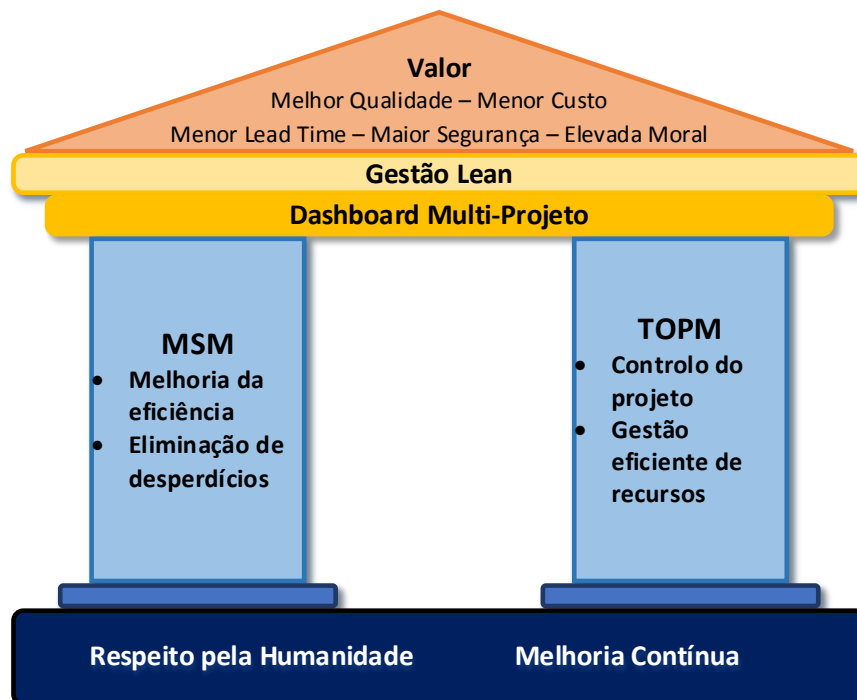 Valor
Melhor Qualidade – Menor Custo
Menor Lead Time – Maior Segurança – Elevada Moral
Gestão Lean
Dashboard Multi-Projeto
MSM
• Melhoria da
eficiência
• Eliminação de
desperdícios
TOPM
• Controlo do
projeto
• Gestão
eficiente de
recursos
Respeito pela Humanidade
Melhoria Contínua